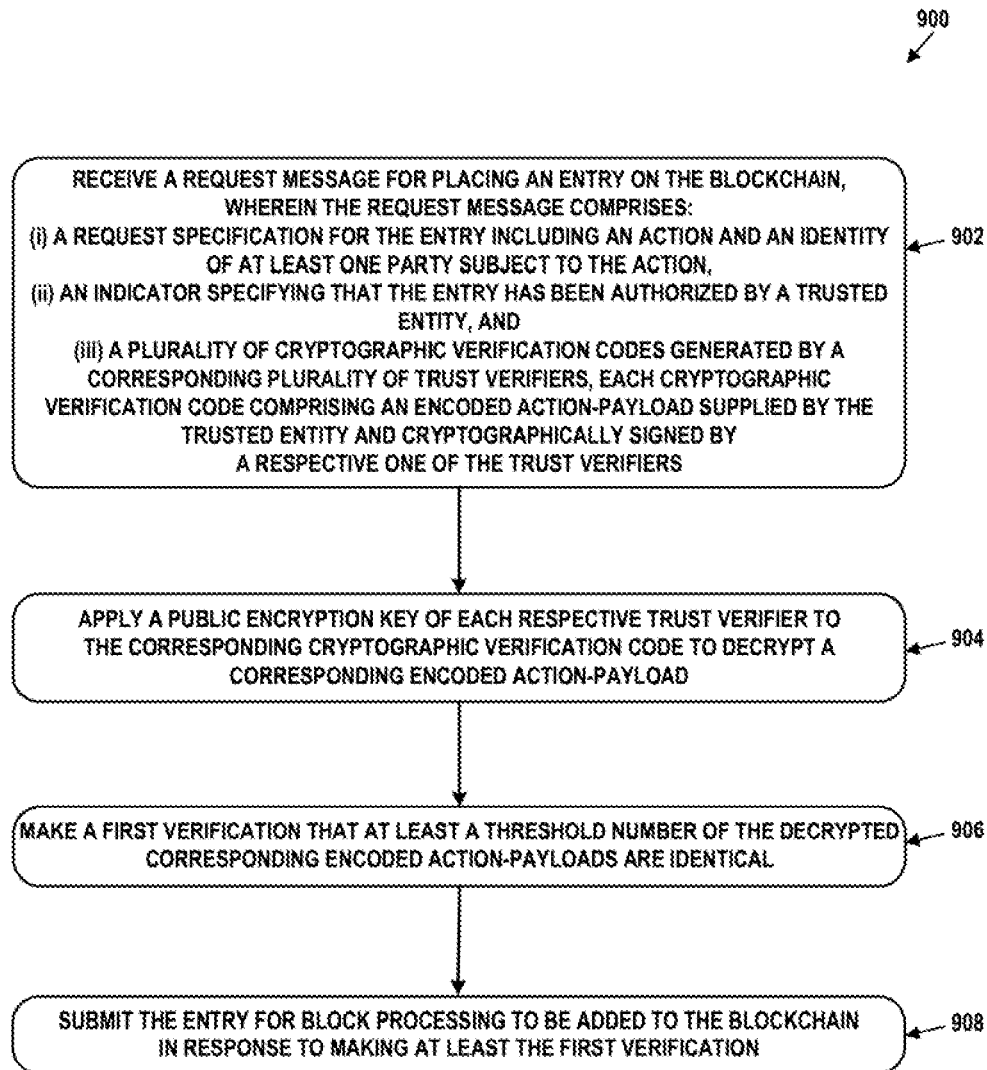 900
RECEIVE A REQUEST MESSAGE FOR PLACING AN ENTRY ON THE BLOCKCHAIN,
WHEREIN THE REQUEST MESSAGE COMPRISES:
(i) A REQUEST SPECIFICATION FOR THE ENTRY INCLUDING AN ACTION AND AN IDENTITY
OF AT LEAST ONE PARTY SUBJECT TO THE ACTION,
(ii) AN INDICATOR SPECIFYING THAT THE ENTRY HAS BEEN AUTHORIZED BY A TRUSTED
ENTITY, AND
(iii) A PLURALITY OF CRYPTOGRAPHIC VERIFICATION CODES GENERATED BY A
CORRESPONDING PLURALITY OF TRUST VERIFIERS, EACH CRYPTOGRAPHIC
VERIFICATION CODE COMPRISING AN ENCODED ACTION-PAYLOAD SUPPLIED BY THE
TRUSTED ENTITY AND CRYPTOGRAPHICALLY SIGNED BY
A RESPECTIVE ONE OF THE TRUST VERIFIERS
902
APPLY A PUBLIC ENCRYPTION KEY OF EACH RESPECTIVE TRUST VERIFIER TO
THE CORRESPONDING CRYPTOGRAPHIC VERIFICATION CODE TO DECRYPT A
CORRESPONDING ENCODED ACTION-PAYLOAD
904
MAKE A FIRST VERIFICATION THAT AT LEAST A THRESHOLD NUMBER OF THE DECRYPTED
CORRESPONDING ENCODED ACTION-PAYLOADS ARE IDENTICAL
906
SUBMIT THE ENTRY FOR BLOCK PROCESSING TO BE ADDED TO THE BLOCKCHAIN
IN RESPONSE TO MAKING AT LEAST THE FIRST VERIFICATION
908